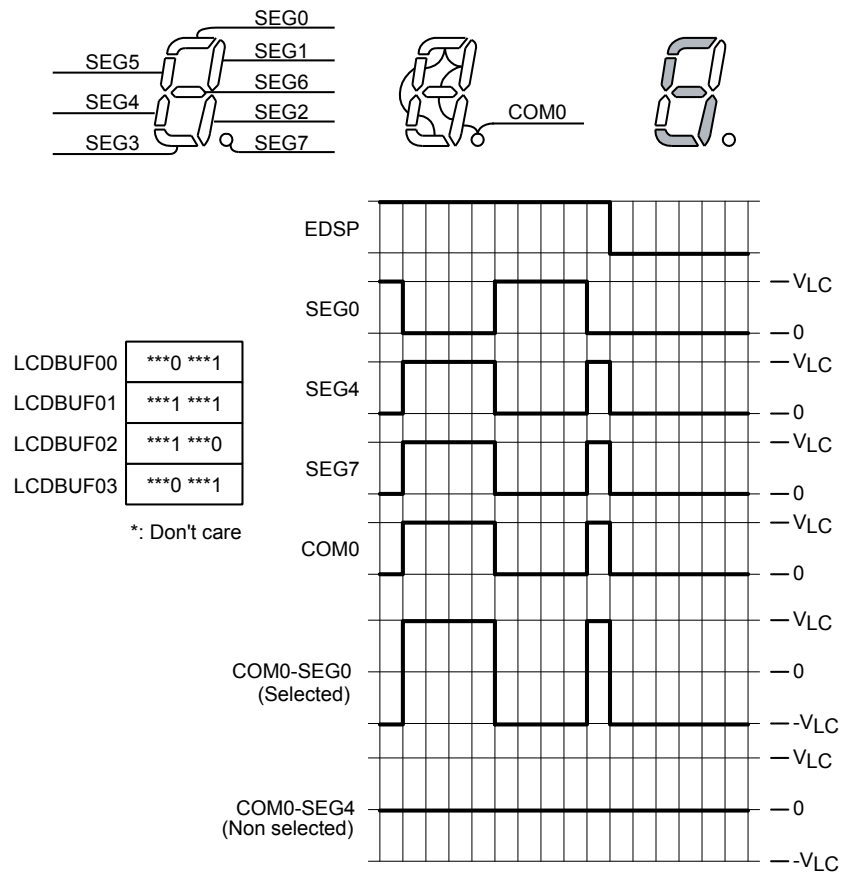 SEG0
SEG5 SEG1
SEG6
SEG4 SEG2
SEG3 SEG7
COM0
EDSP
SEG0 VLC
0
SEG4 VLC
0
SEG7 VLC
0
COM0 VLC
0
LCDBUF00 ***0 ***1
LCDBUF01 ***1 ***1
LCDBUF02 ***1 ***0
LCDBUF03 ***0 ***1
*: Don't care
VLC
COM0-SEG0 0
(Selected)
-VLC
VLC
COM0-SEG4 0
(Non selected)
-VLC